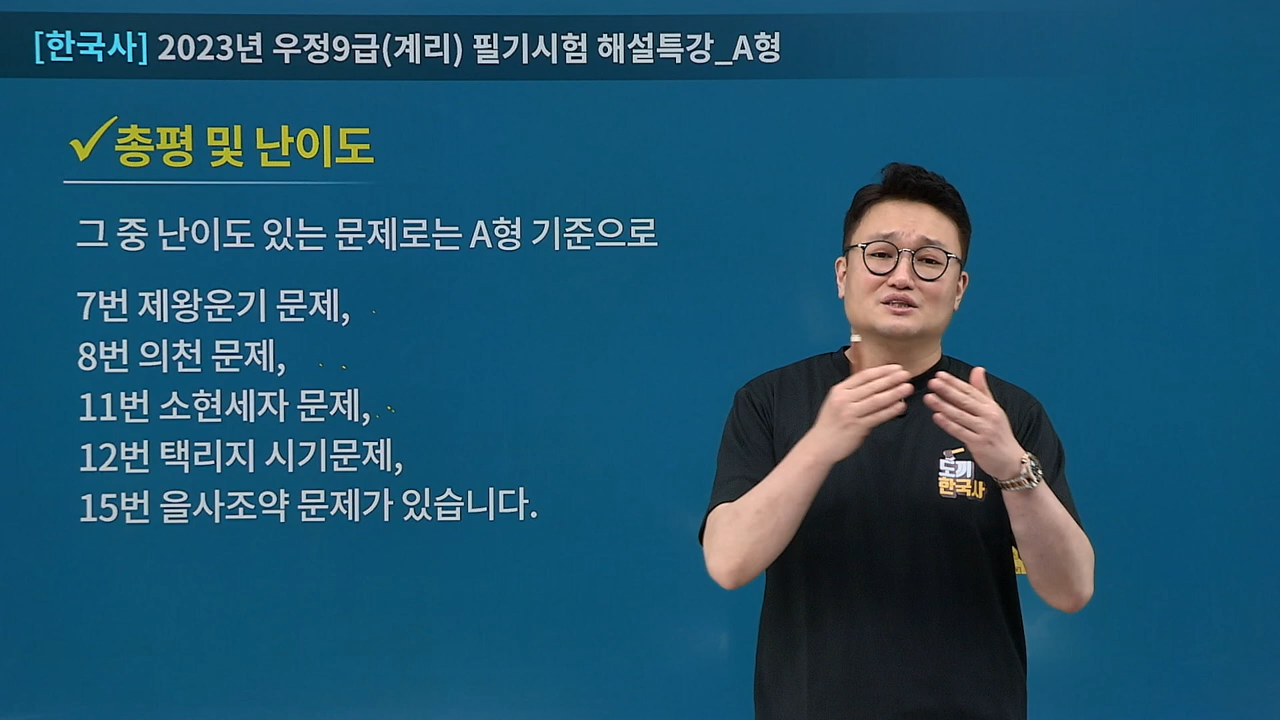 [한국사] 2023년 우정9급(계리) 필기시험 해설특강_A형
총평 및 난이도
그 중 난이도 있는 문제로는 A형 기준으로
7번 제왕운기 문제,
8번 의천 문제,
11번 소현세자 문제,
12번 택리지 시기문제,
15번 을사조약 문제가 있습니다.
도끼
한국사